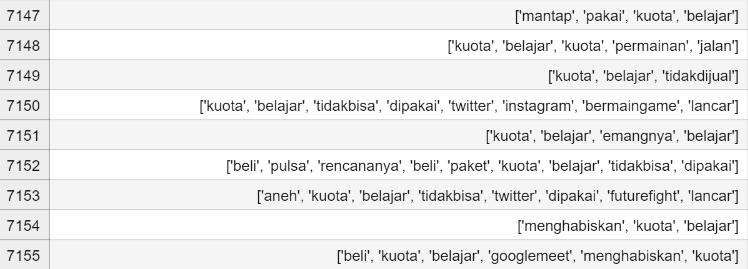 7147 ['mantap', 'pakai', 'kuota', 'belajar']
7148 ['kuota', 'belajar', 'kuota', 'permainan', 'jalan']
7149 ['kuota', 'belajar', 'tidakdijual']
7150 ['kuota', 'belajar', 'tidakbisa', 'dipakai', 'twitter', 'instagram', 'bermaingame', 'lancar']
7151 ['kuota', 'belajar', 'emangnya', 'belajar']
7152 ['beli', 'pulsa', 'rencananya', 'beli', 'paket', 'kuota', 'belajar', 'tidakbisa', 'dipakai']
7153 ['aneh', 'kuota', 'belajar', 'tidakbisa', 'twitter', 'dipakai', 'futurefight', 'lancar']
7154 ['menghabiskan', 'kuota', 'belajar']
7155 ['beli', 'kuota', 'belajar', 'googlemeet', 'menghabiskan', 'kuota']